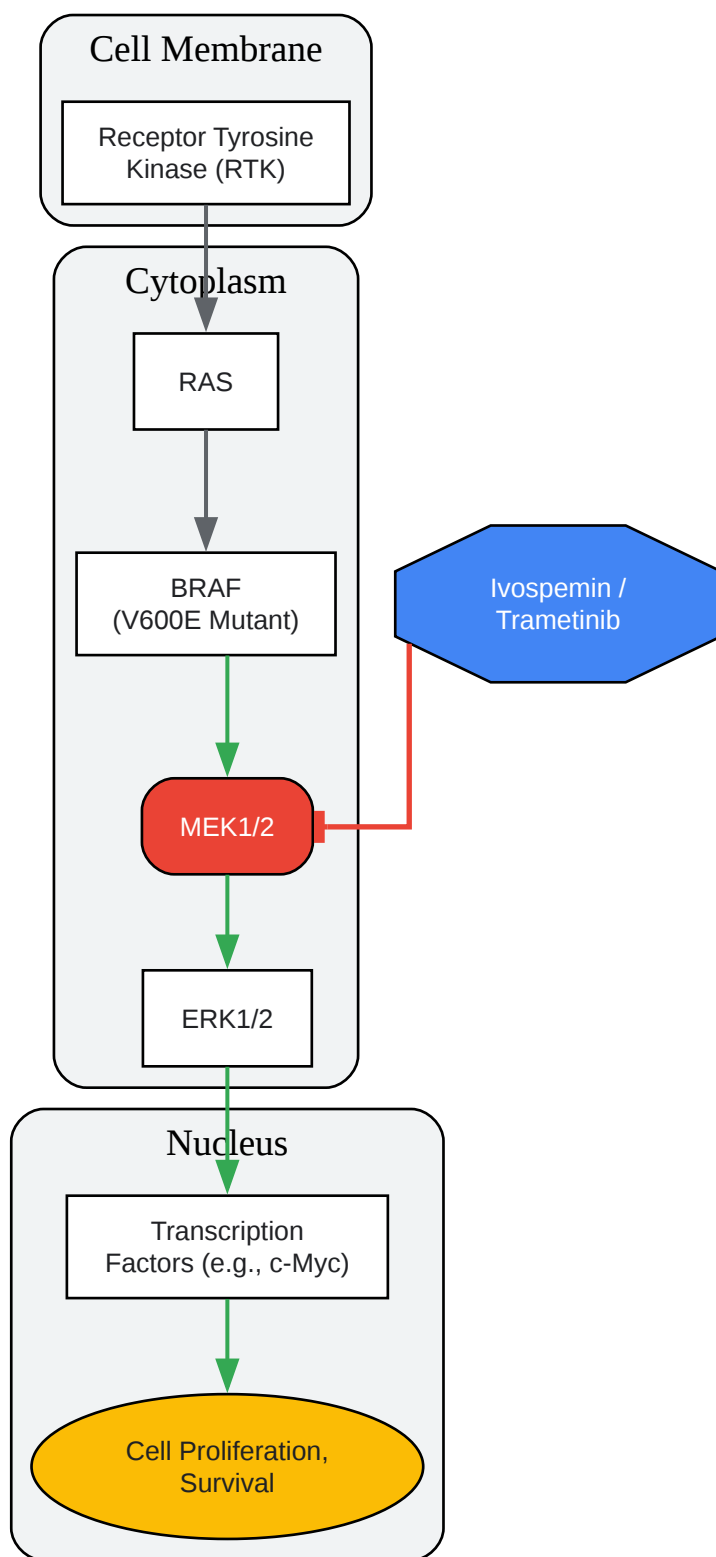 Cell Membrane
Receptor Tyrosine
Kinase (RTK)
Cytoplasm
RAS
BRAF
(V600E Mutant)
Ivospemin /
Trametinib
MEK1/2
ERK1/2
Nucleus
Transcription
Factors (e.g., c-Myc)
Cell Proliferation,
Survival